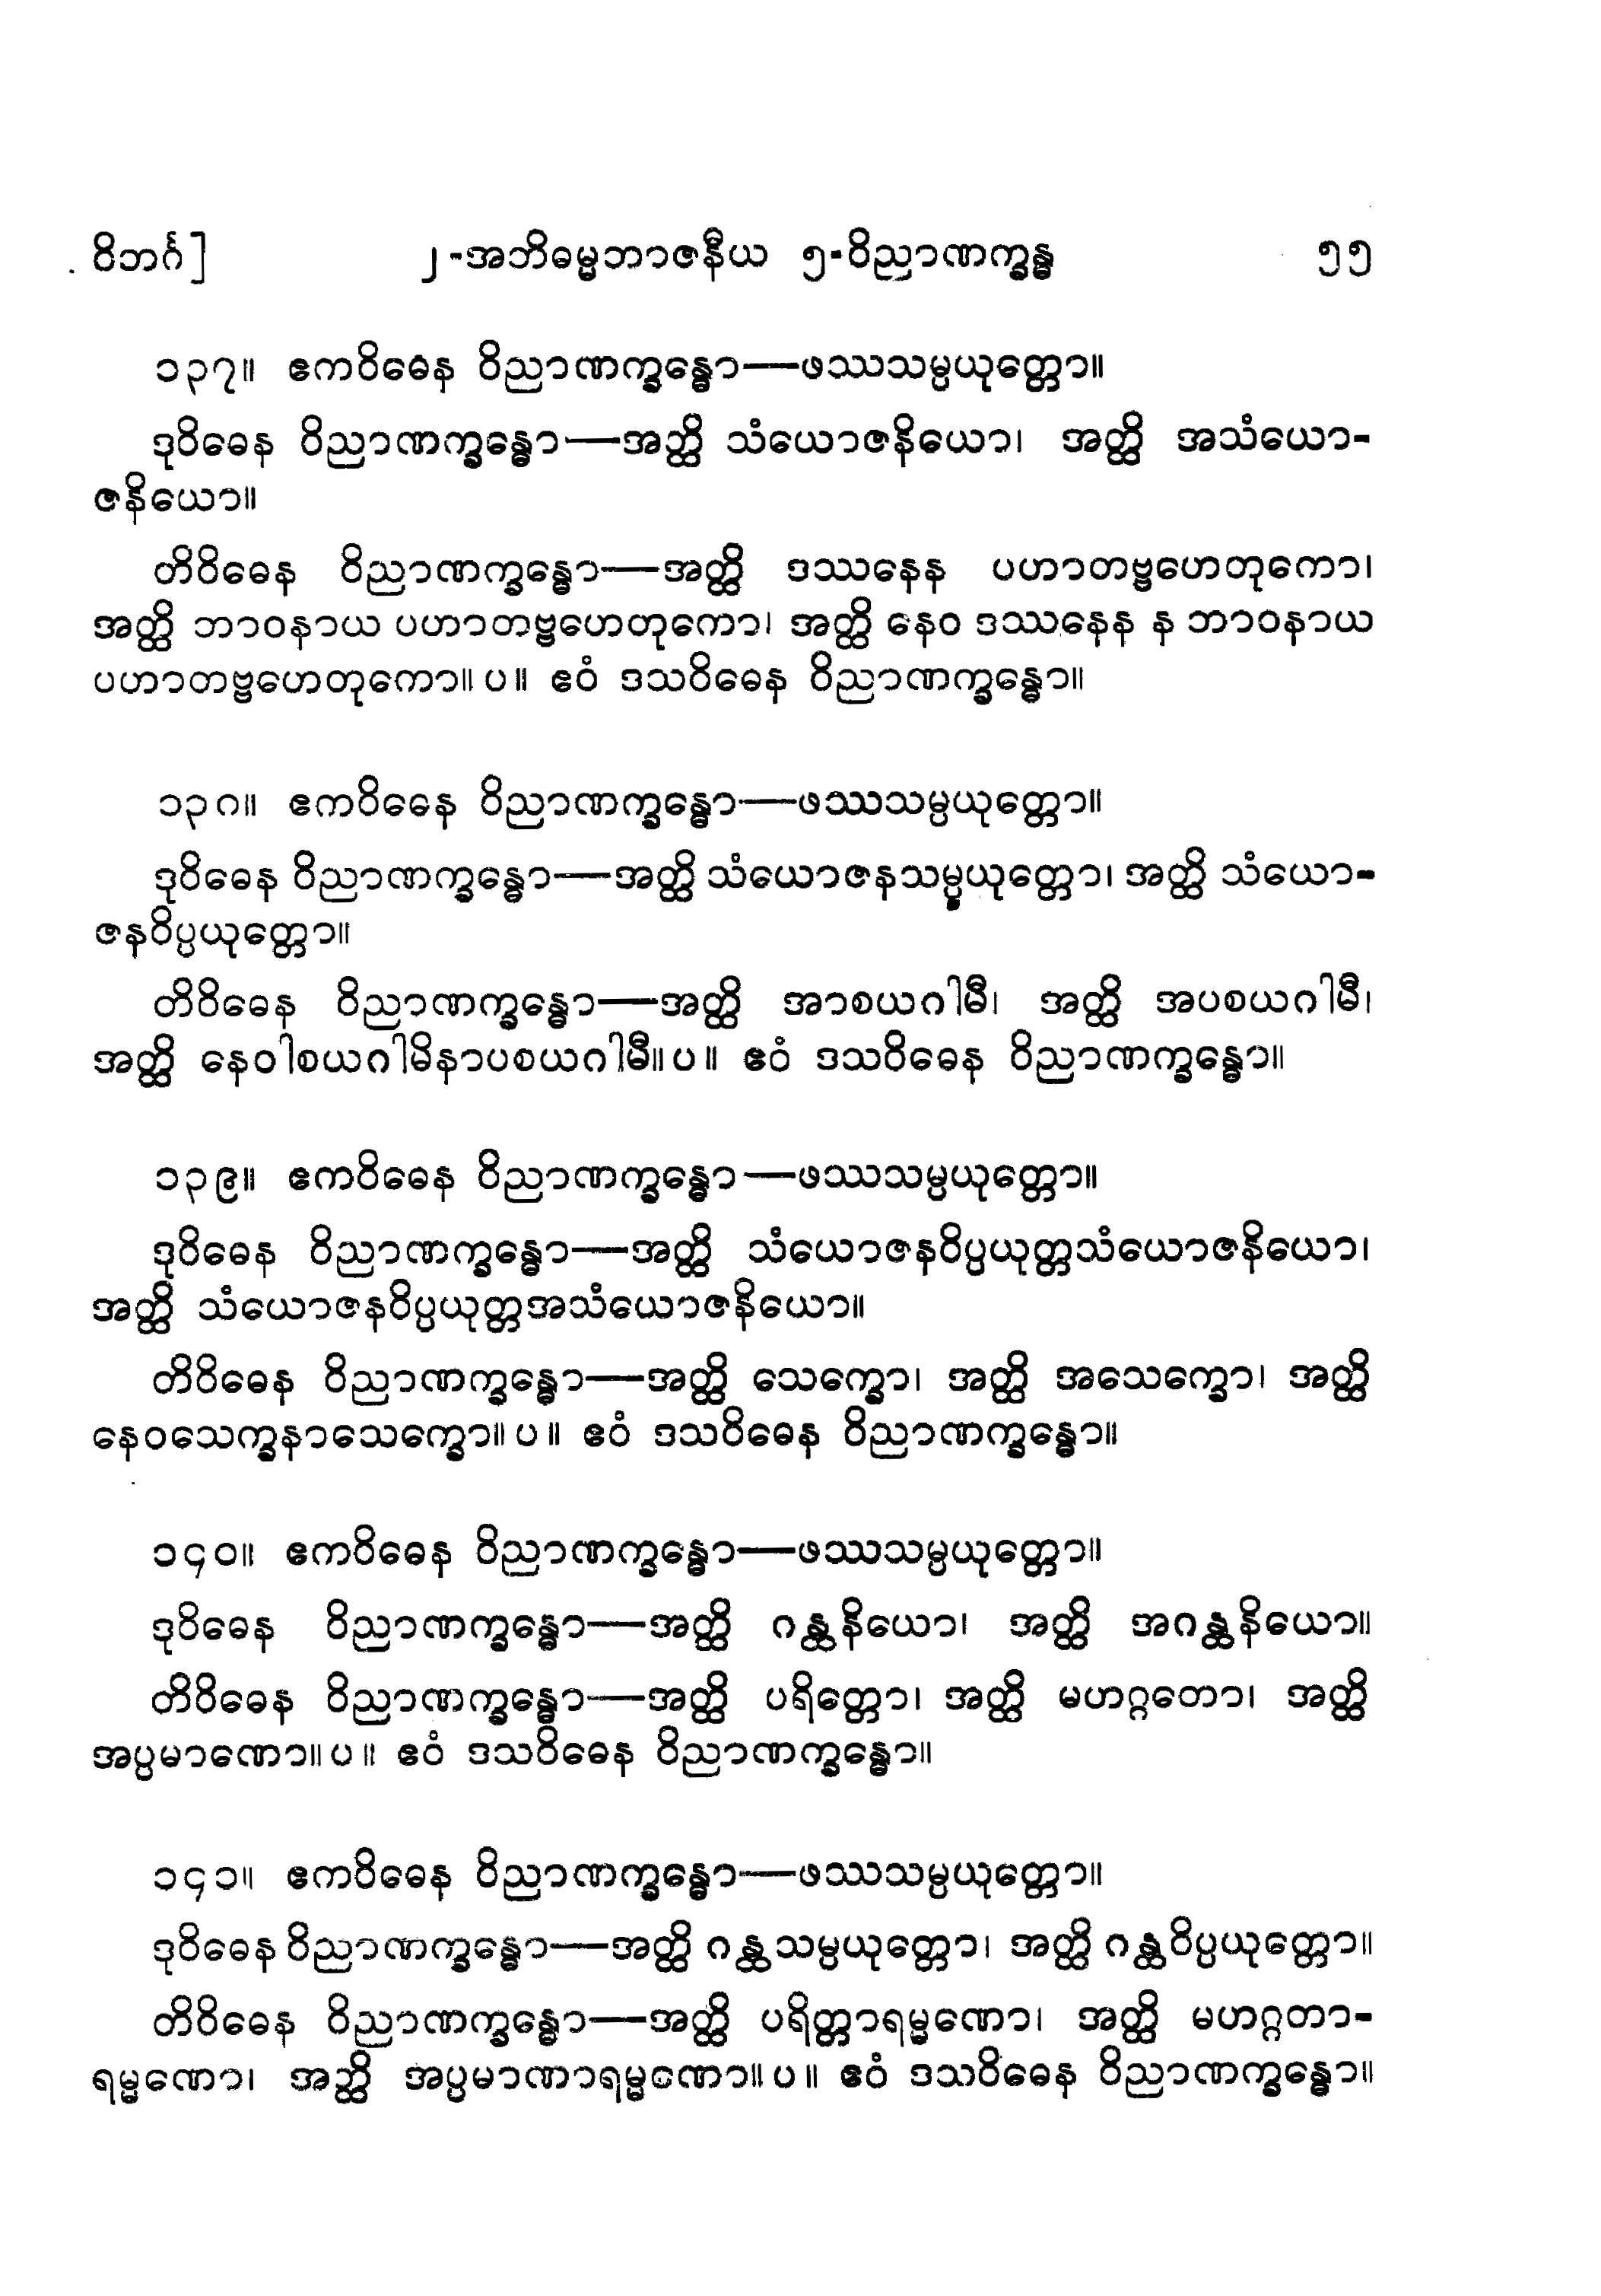 ဝိဘင်္ဂ] ၂-အဘိဓမ္မဘာဇနီယ ၅-ဝိညာဏက္ခန္ဓ ၅၅
၁၃၇။ ဧကဝိဓေန ဝိညာဏက္ခန္ဓော—ဖဿသမ္ပယုတ္တော။
ဒုဝိဓေန ဝိညာဏက္ခန္ဓော—အတ္ထိ သံယောဇနိယော၊ အတ္ထိ အသံယော-
ဇနိယော။
တိဝိဓေန ဝိညာဏက္ခန္ဓော—အတ္ထိ ဒဿနေန ပဟာတဗ္ဗဟေတုကော၊
အတ္ထိ ဘာဝနာယ ပဟာတဗ္ဗဟေတုကော၊ အတ္ထိ နေဝ ဒဿနေန န ဘာဝနာယ
ပဟာတဗ္ဗဟေတုကော။ ပ။ ဧဝံ ဒသဝိဓေန ဝိညာဏက္ခန္ဓော။
၁၃၈။ ဧကဝိဓေန ဝိညာဏက္ခန္ဓော—ဖဿသမ္ပယုတ္တော။
ဒုဝိဓေန ဝိညာဏက္ခန္ဓော—အတ္ထိ သံယောဇနသမ္ပယုတ္တော၊ အတ္ထိ သံယော-
ဇနဝိပ္ပယုတ္တော။
တိဝိဓေန ဝိညာဏက္ခန္ဓော—အတ္ထိ အာစယဂါမီ၊ အတ္ထိ အပစယဂါမီ၊
အတ္ထိ နေဝါစယဂါမိနာပစယဂါမီ။ ပ။ ဧဝံ ဒသဝိဓေန ဝိညာဏက္ခန္ဓော။
၁၃၉။ ဧကဝိဓေန ဝိညာဏက္ခန္ဓော—ဖဿသမ္ပယုတ္တော။
ဒုဝိဓေန ဝိညာဏက္ခန္ဓော—အတ္ထိ သံယောဇနဝိပ္ပယုတ္တသံယောဇနိယော၊
အတ္ထိ သံယောဇနဝိပ္ပယုတ္တအသံယောဇနိယော။
တိဝိဓေန ဝိညာဏက္ခန္ဓော—အတ္ထိ သေက္ခော၊ အတ္ထိ အသေက္ခော၊ အတ္ထိ
နေဝသေက္ခနာသေက္ခော။ ပ။ ဧဝံ ဒသဝိဓေန ဝိညာဏက္ခန္ဓော။
၁၄၀။ ဧကဝိဓေန ဝိညာဏက္ခန္ဓော—ဖဿသမ္ပယုတ္တော။
ဒုဝိဓေန ဝိညာဏက္ခန္ဓော—အတ္ထိ ဂန္ထနိယော၊ အတ္ထိ အဂန္ထနိယော။
တိဝိဓေန ဝိညာဏက္ခန္ဓော—အတ္ထိ ပရိတ္တော၊ အတ္ထိ မဟဂ္ဂတော၊ အတ္ထိ
အပ္ပမာဏော။ ပ။ ဧဝံ ဒသဝိဓေန ဝိညာဏက္ခန္ဓော။
၁၄၁။ ဧကဝိဓေန ဝိညာဏက္ခန္ဓော—ဖဿသမ္ပယုတ္တော။
ဒုဝိဓေန ဝိညာဏက္ခန္ဓော—အတ္ထိ ဂန္ထသမ္ပယုတ္တော၊ အတ္ထိ ဂန္ထဝိပ္ပယုတ္တော။
တိဝိဓေန ဝိညာဏက္ခန္ဓော—အတ္ထိ ပရိတ္တာရမ္မဏော၊ အတ္ထိ မဟဂ္ဂတာ-
ရမ္မဏော၊ အတ္ထိ အပ္ပမာဏာရမ္မဏော။ ပ။ ဧဝံ ဒသဝိဓေန ဝိညာဏက္ခန္ဓော။